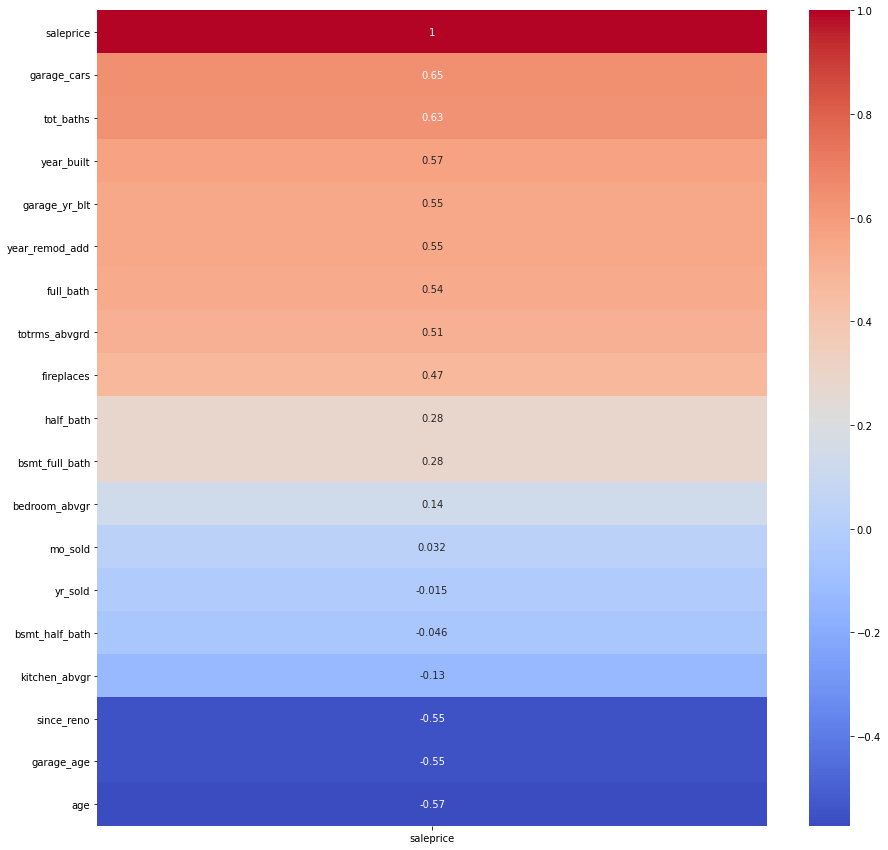 saleprice 1
garage_cars 0.65
tot_baths 0.63
year_built 0.57
garage_yr_blt 0.55
year_remod_add 0.55
full_bath 0.54
totrms_abvgrd 0.51
fireplaces 0.47
half_bath 0.28
bsmt_full_bath 0.28
bedroom_abvgr 0.14
mo_sold 0.032
yr_sold -0.015
bsmt_half_bath -0.046
kitchen_abvgr -0.13
since_reno -0.55
garage_age -0.55
age -0.57
saleprice
1.0
0.8
0.6
0.4
0.2
0.0
−0.2
−0.4